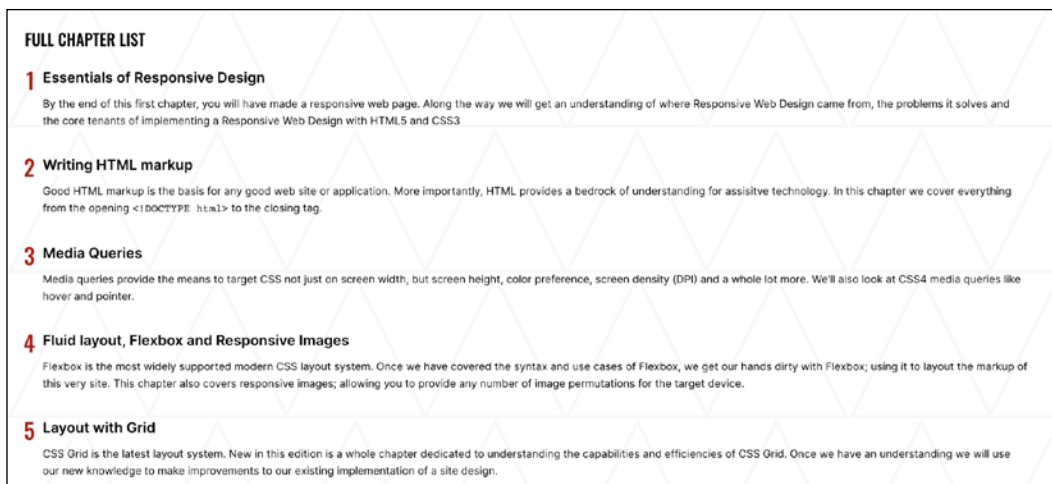 FULL CHAPTER LIST
1 Essentials of Responsive Design
By the end of this first chapter, you will have made a responsive web page. Along the way we will get an understanding of where Responsive Web Design came from, the problems it solves and
the core tenants of implementing a Responsive Web Design with HTML5 and CSS3
2 Writing HTML markup
Good HTML markup is the basis for any good web site or application. More importantly, HTML provides a bedrock of understanding for assisitve technology. In this chapter we cover everything
from the opening <!DOCTYPE html> to the closing tag.
3 Media Queries
Media queries provide the means to target CSS not just on screen width, but screen height, color preference, screen density (DPI) and a whole lot more. We'll also look at CSS4 media queries like
hover and pointer.
4 Fluid layout, Flexbox and Responsive Images
Flexbox is the most widely supported modern CSS layout system. Once we have covered the syntax and use cases of Flexbox, we get our hands dirty with Flexbox; using it to layout the markup of
this very site. This chapter also covers responsive images; allowing you to provide any number of image permutations for the target device.
5 Layout with Grid
CSS Grid is the latest layout system. New in this edition is a whole chapter dedicated to understanding the capabilities and efficiencies of CSS Grid. Once we have an understanding we will use
our new knowledge to make improvements to our existing implementation of a site design.